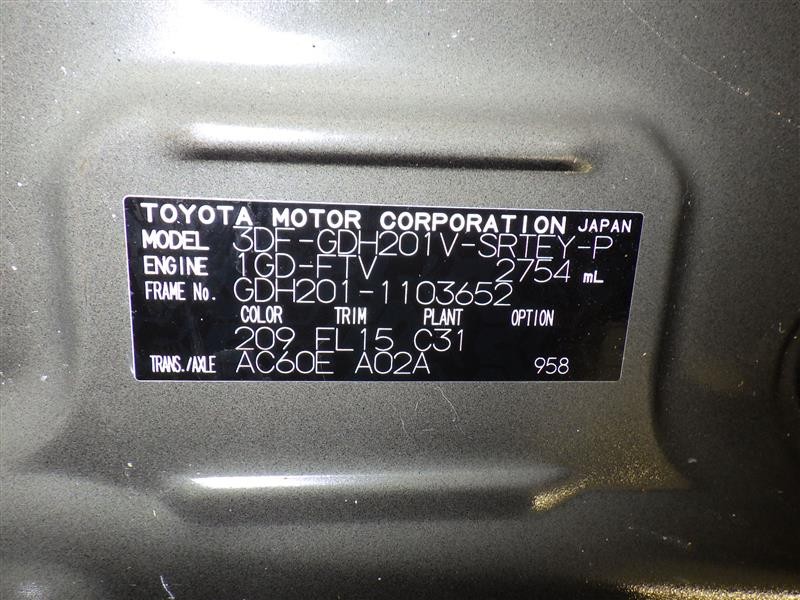 TOYOTA MOTOR CORPORATION JAPAN
MODEL 3DF-GDH201V-SRTEY-P
ENGINE 1GD-FTV 2754 mL
FRAME No. GDH201-1103652
COLOR TRIM PLANT OPTION
209 FL15 C31
TRANS./AXLE AC60E A02A 958